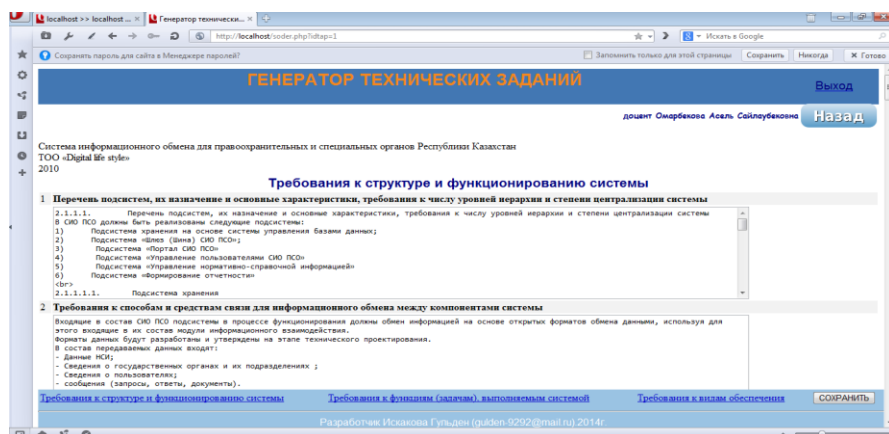 localhost >> localhost ... ×
Генератор технически... ×
http://localhost/soder.php?idtap=1
Искать в Google
Сохранить пароль для сайта в Менеджере паролей?
Запомнить только для этой страницы
Сохранить
Никогда
× Готово
ГЕНЕРАТОР ТЕХНИЧЕСКИХ ЗАДАНИЙ
Выход
доцент Омарбекова Асель Сайлаубековна
Назад
Система информационного обмена для правоохранительных и специальных органов Республики Казахстан
ТОО «Digital life style»
2010
Требования к структуре и функционированию системы
1 Перечень подсистем, их назначение и основные характеристики, требования к числу уровней иерархии и степени централизации системы
2.1.1.1. Перечень подсистем, их назначение и основные характеристики, требования к числу уровней иерархии и степени централизации системы
В СИО ПСО должны быть реализованы следующие подсистемы:
1) Подсистема хранения на основе системы управления базами данных;
2) Подсистема «Шлюз (Шина) СИО ПСО»;
3) Подсистема «Портал СИО ПСО»
4) Подсистема «Управление пользователями СИО ПСО»
5) Подсистема «Управление нормативно-справочной информацией»
6) Подсистема «Формирование отчетности»
<br>
2.1.1.1.1. Подсистема хранения
2 Требования к способам и средствам связи для информационного обмена между компонентами системы
Входящие в состав СИО ПСО подсистемы в процессе функционирования должны обмен информацией на основе открытых форматов обмена данными, используя для
этого входящие в их состав модули информационного взаимодействия.
Форматы данных будут разработаны и утверждены на этапе технического проектирования.
В состав передаваемых данных входят:
- Данные НСИ;
- Сведения о государственных органах и их подразделениях ;
- Сведения о пользователях;
- сообщения (запросы, ответы, документы).
Требования к структуре и функционированию системы
Требования к функциям (задачам), выполняемым системой
Требования к видам обеспечения
СОХРАНИТЬ
Разработчик Искакова Гульден (gulden-9292@mail.ru) 2014г.